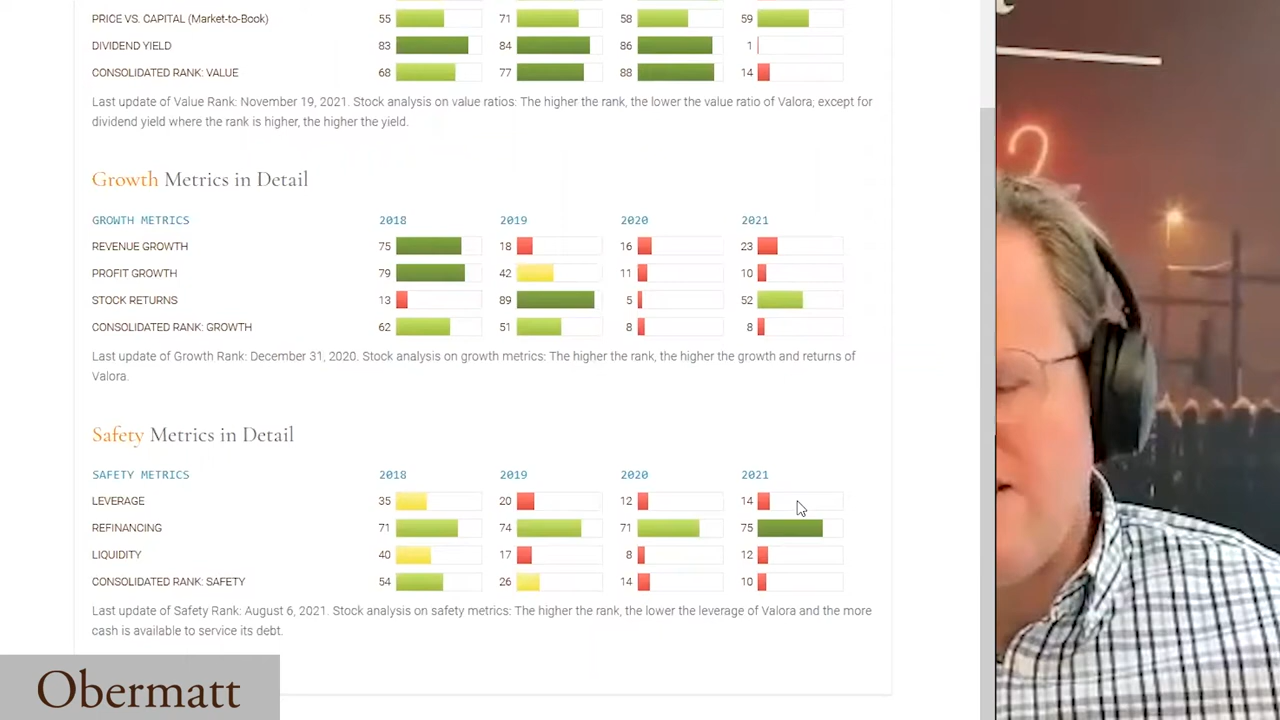 PRICE VS. CAPITAL (Market-to-Book) 55 71 58 59
DIVIDEND YIELD 83 84 86 1
CONSOLIDATED RANK: VALUE 68 77 88 14
Last update of Value Rank: November 19, 2021. Stock analysis on value ratios: The higher the rank, the lower the value ratio of Valora; except for
dividend yield where the rank is higher, the higher the yield.
Growth Metrics in Detail
GROWTH METRICS 2018 2019 2020 2021
REVENUE GROWTH 75 18 16 23
PROFIT GROWTH 79 42 11 10
STOCK RETURNS 13 89 5 52
CONSOLIDATED RANK: GROWTH 62 51 8 8
Last update of Growth Rank: December 31, 2020. Stock analysis on growth metrics: The higher the rank, the higher the growth and returns of
Valora.
Safety Metrics in Detail
SAFETY METRICS 2018 2019 2020 2021
LEVERAGE 35 20 12 14
REFINANCING 71 74 71 75
LIQUIDITY 40 17 8 12
CONSOLIDATED RANK: SAFETY 54 26 14 10
Last update of Safety Rank: August 6, 2021. Stock analysis on safety metrics: The higher the rank, the lower the leverage of Valora and the more
cash is available to service its debt.
Obermatt